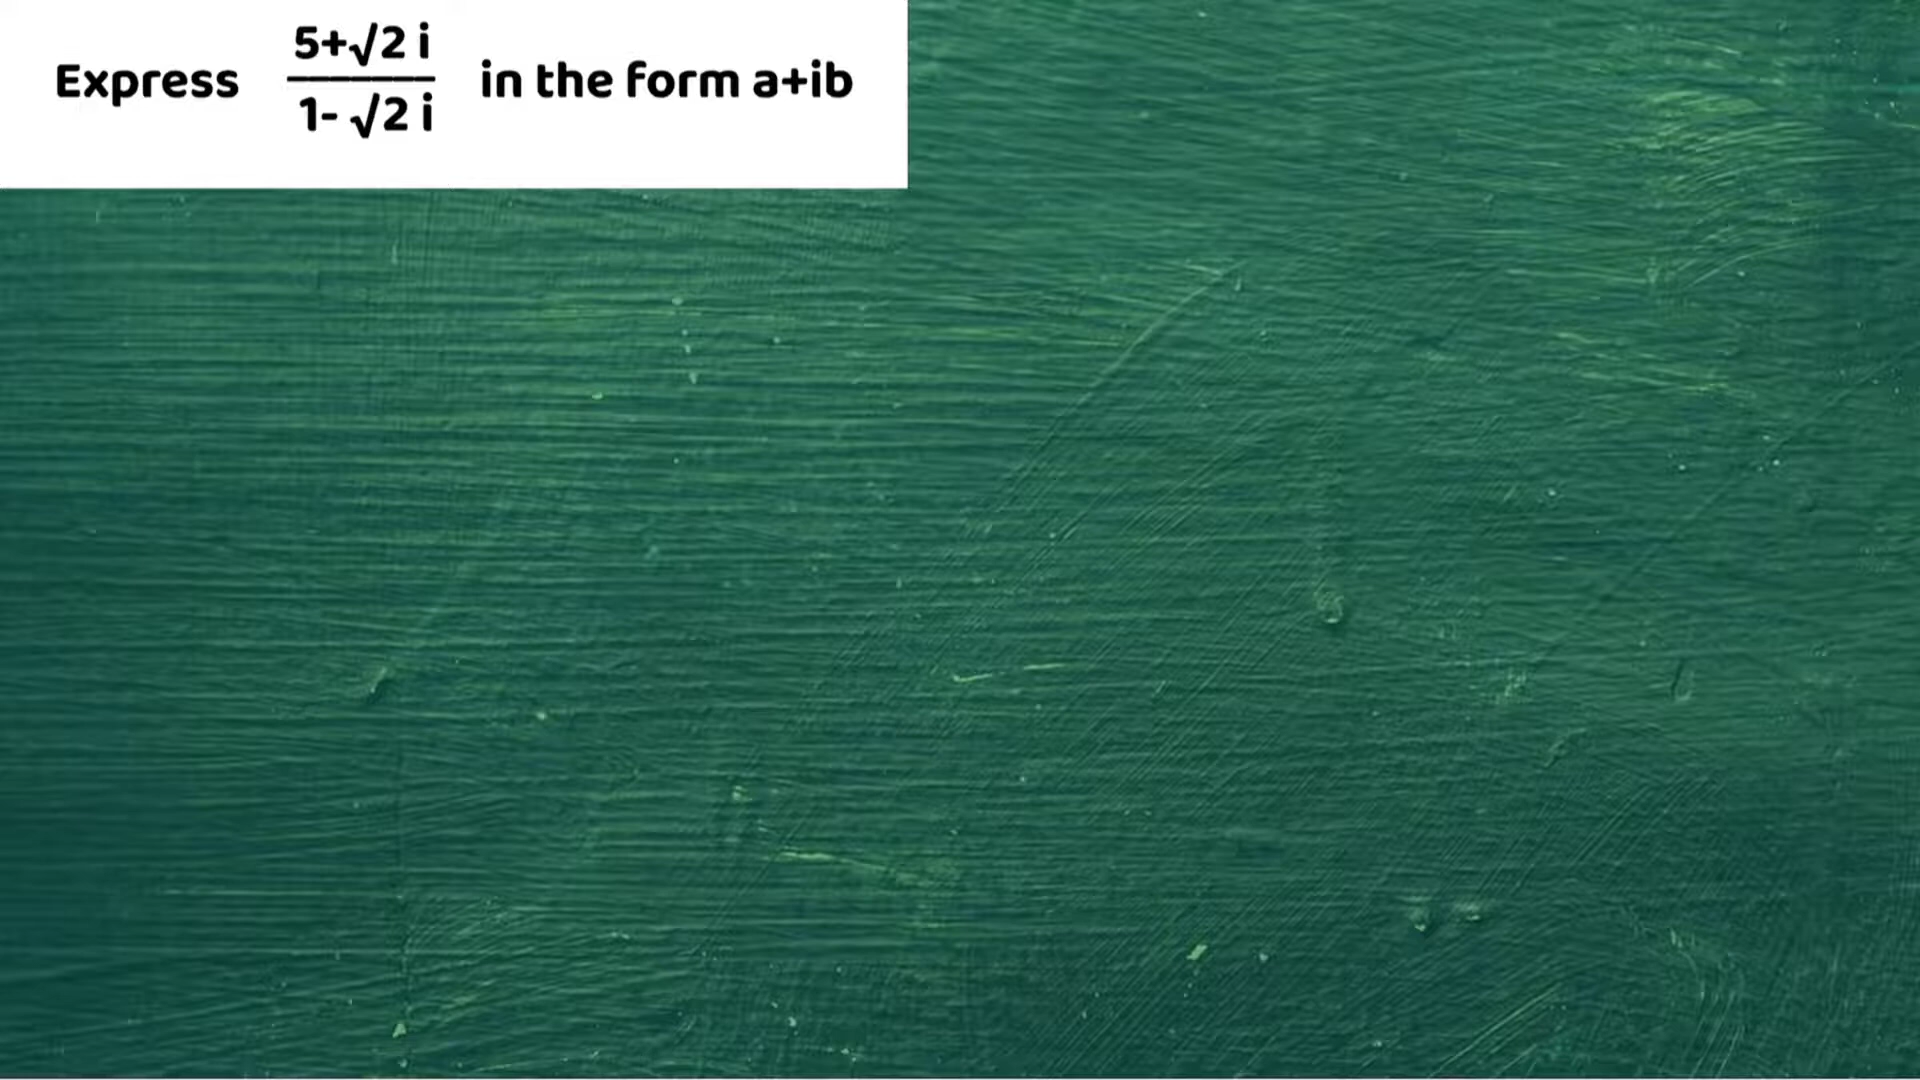 Express 5+√2 i / 1- √2 i in the form a+ib